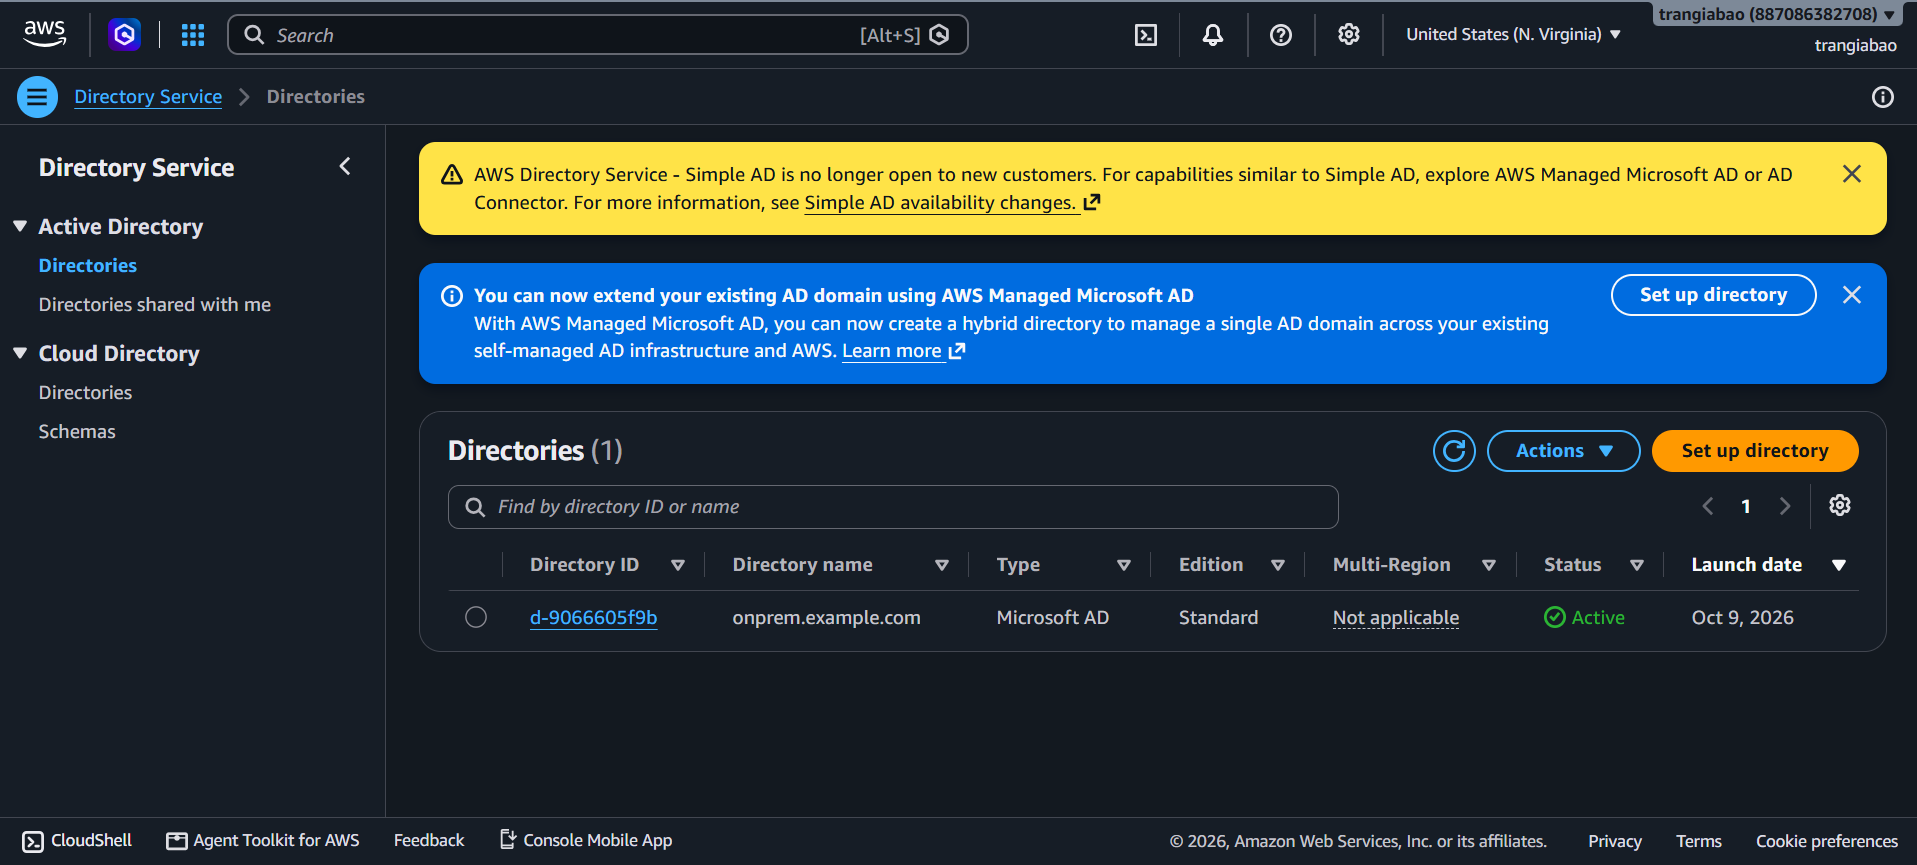 aws
Search [Alt+S]
United States (N. Virginia)
trangiabao (887086382708)
trangiabao
Directory Service
Directories
Directory Service
Active Directory
Directories
Directories shared with me
Cloud Directory
Directories
Schemas
AWS Directory Service - Simple AD is no longer open to new customers. For capabilities similar to Simple AD, explore AWS Managed Microsoft AD or AD
Connector. For more information, see Simple AD availability changes.
You can now extend your existing AD domain using AWS Managed Microsoft AD
With AWS Managed Microsoft AD, you can now create a hybrid directory to manage a single AD domain across your existing
self-managed AD infrastructure and AWS. Learn more
Set up directory
Directories (1)
Actions
Set up directory
Find by directory ID or name
1
Directory ID Directory name Type Edition Multi-Region Status Launch date
d-9066605f9b onprem.example.com Microsoft AD Standard Not applicable Active Oct 9, 2026
CloudShell Agent Toolkit for AWS Feedback Console Mobile App © 2026, Amazon Web Services, Inc. or its affiliates. Privacy Terms Cookie preferences